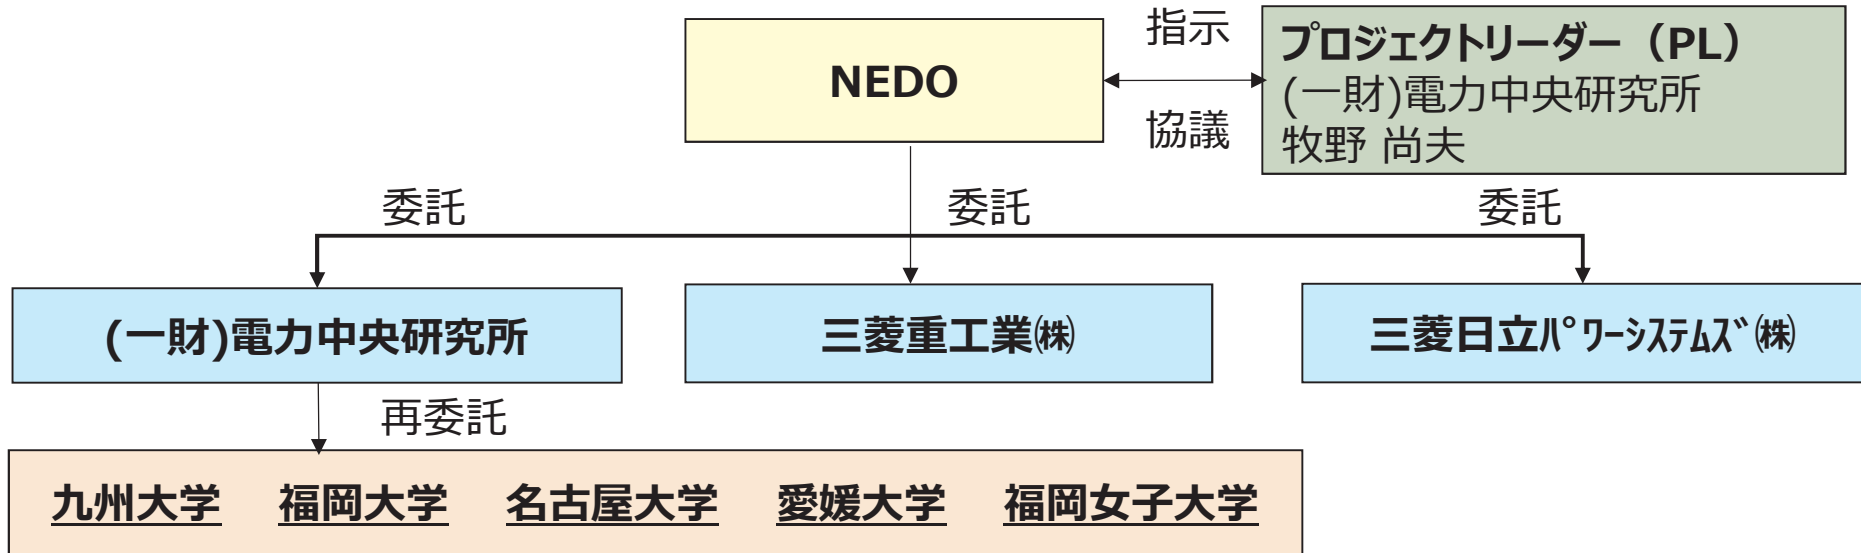 NEDO
指示
協議
プロジェクトリーダー（PL）
(一財)電力中央研究所
牧野 尚夫
委託
委託
委託
(一財)電力中央研究所
三菱重工業㈱
三菱日立ﾊﾟﾜｰｼｽﾃﾑｽﾞ㈱
再委託
九州大学 福岡大学 名古屋大学 愛媛大学 福岡女子大学